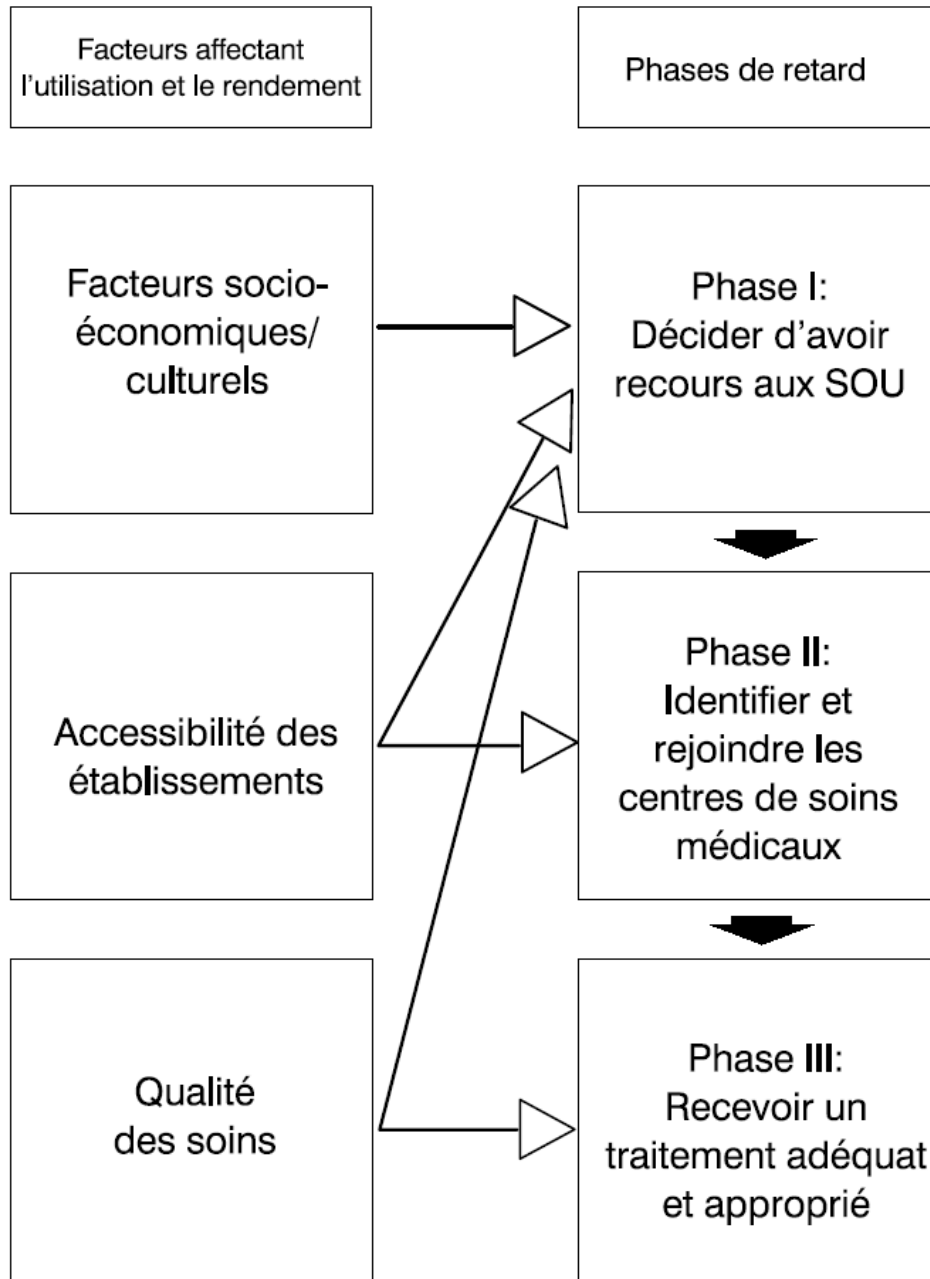 Facteurs affectant
l'utilisation et le rendement
Phases de retard
Facteurs socio-
économiques/
culturels
Phase I:
Décider d'avoir
recours aux SOU
Accessibilité des
établissements
Phase II:
Identifier et
rejoindre les
centres de soins
médicaux
Qualité
des soins
Phase III:
Recevoir un
traitement adéquat
et approprié